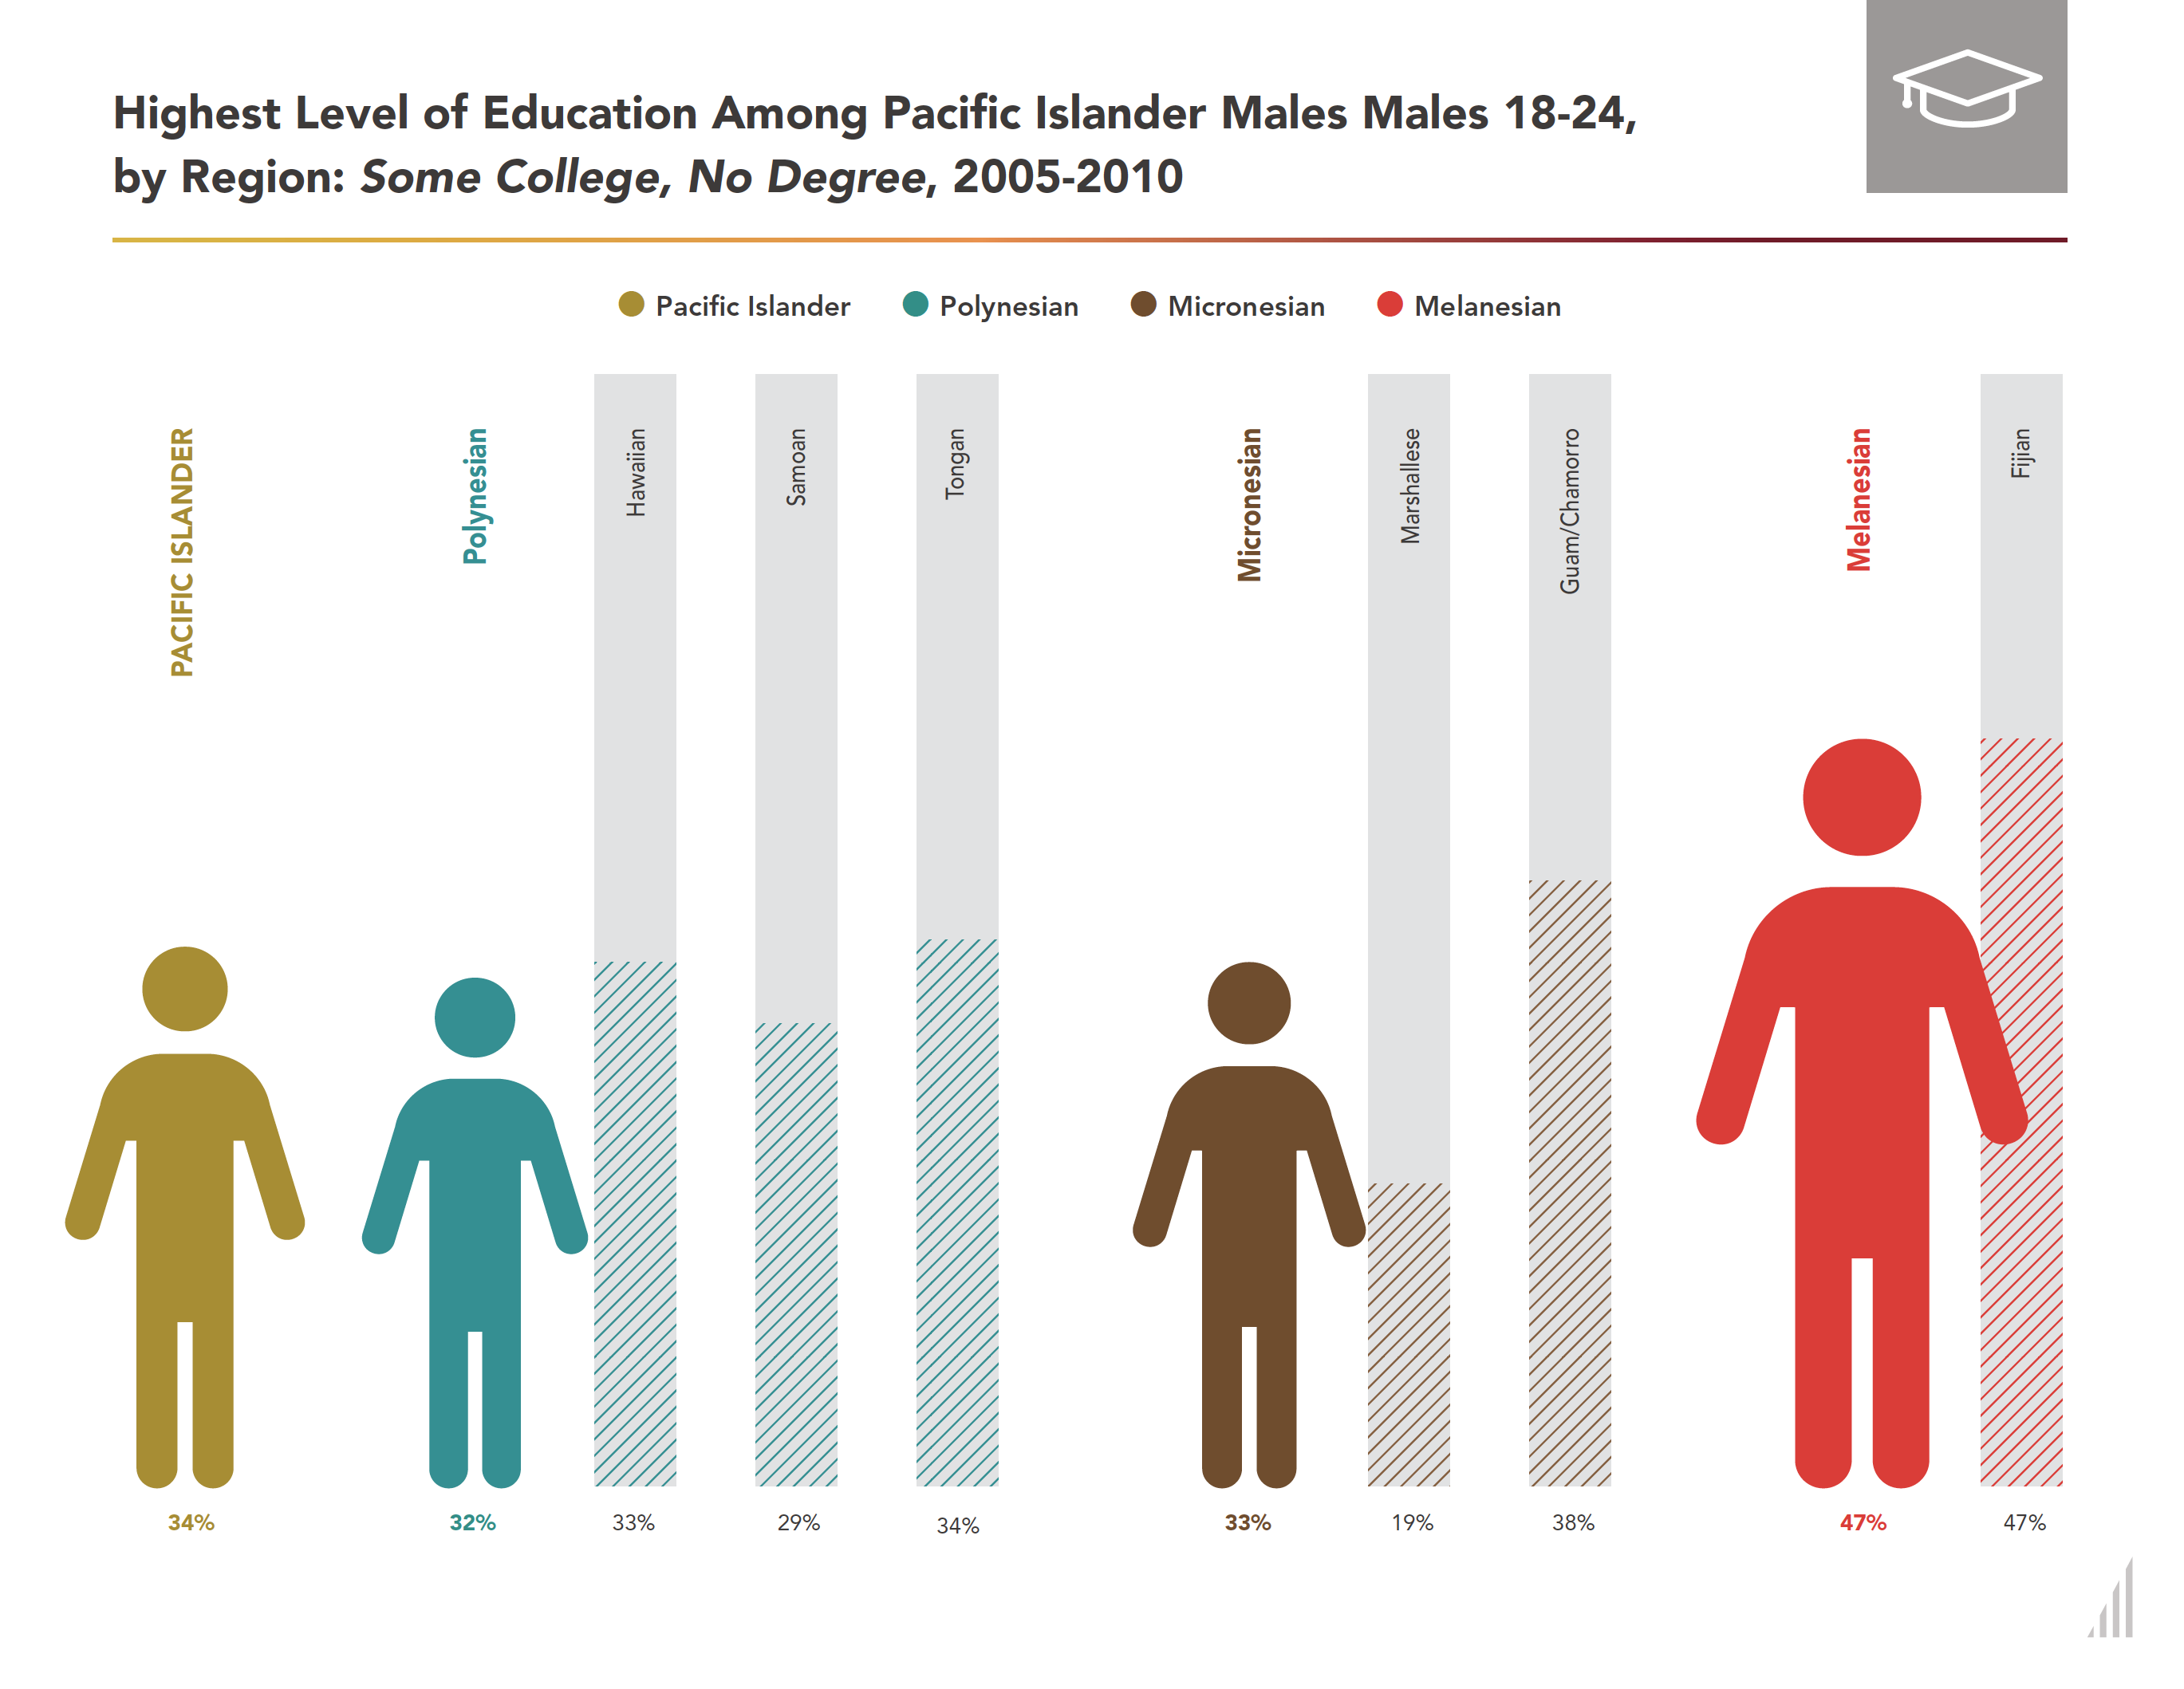 Highest Level of Education Among Pacific Islander Males Males 18-24,
by Region: Some College, No Degree, 2005-2010
Pacific Islander
Polynesian
Micronesian
Melanesian
PACIFIC ISLANDER
Polynesian
Hawaiian
Samoan
Tongan
Micronesian
Marshallese
Guam/Chamorro
Melanesian
Fijian
34%
32%
33%
29%
34%
33%
19%
38%
47%
47%